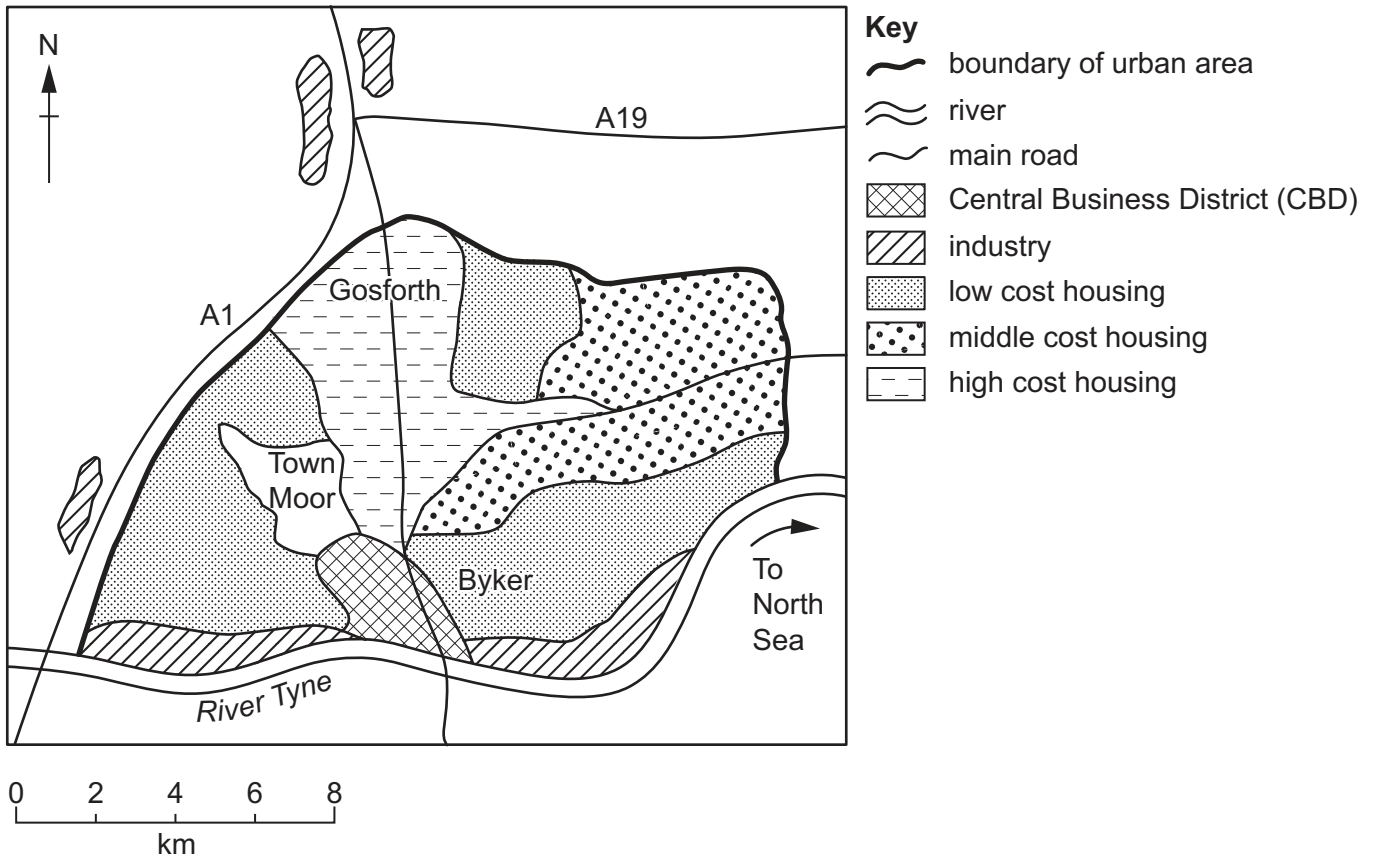 N
A19
Gosforth
A1
Town
Moor
Byker
To
North
Sea
River Tyne
Key
boundary of urban area
river
main road
Central Business District (CBD)
industry
low cost housing
middle cost housing
high cost housing
0 2 4 6 8
km